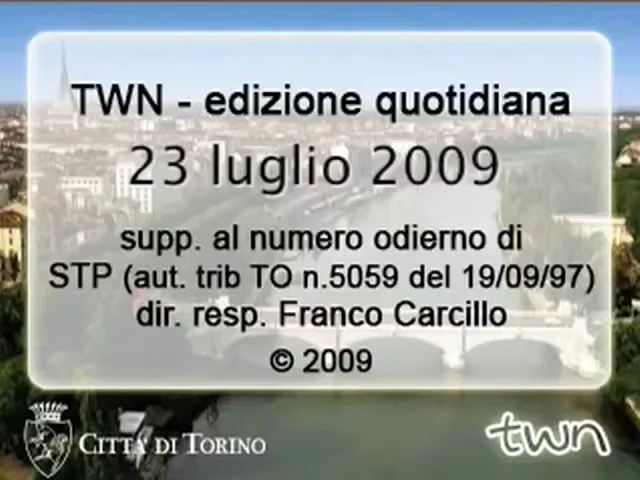 TWN - edizione quotidiana
23 luglio 2009
supp. al numero odierno di
STP (aut. trib TO n.5059 del 19/09/97)
dir. resp. Franco Carcillo
© 2009
CITTA' DI TORINO
twn